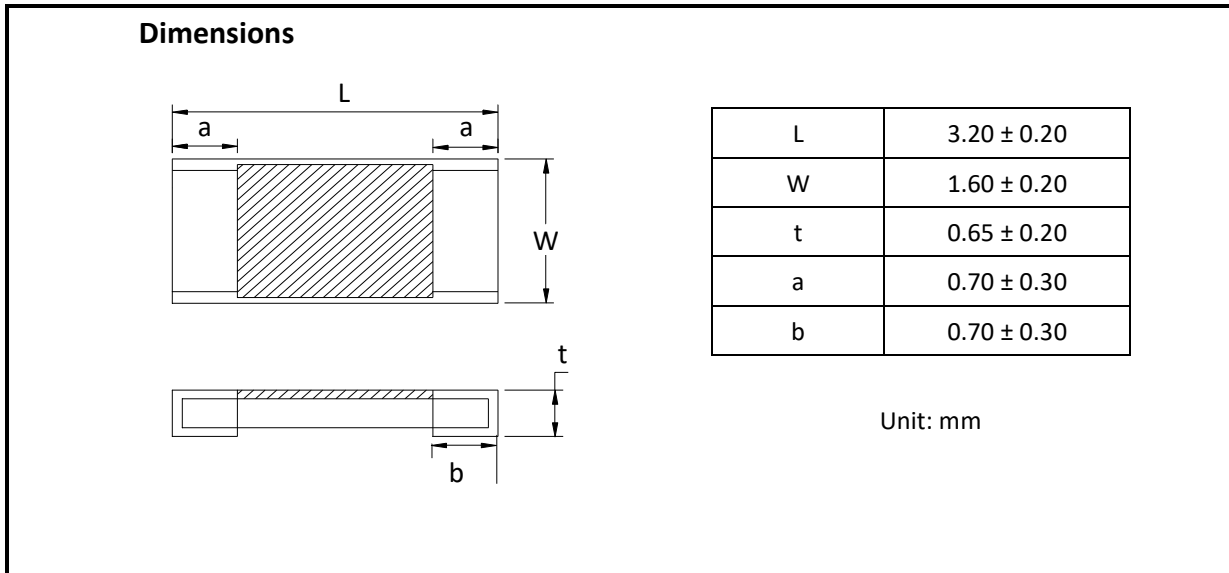 Dimensions
L
a
a
W
t
b
L 3.20 ± 0.20
W 1.60 ± 0.20
t 0.65 ± 0.20
a 0.70 ± 0.30
b 0.70 ± 0.30
Unit: mm